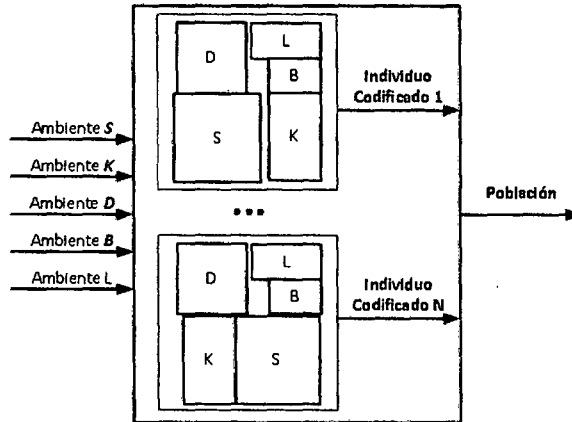 Ambiente S
Ambiente K
Ambiente D
Ambiente B
Ambiente L
D
L
B
S
K
Individuo
Codificado 1
...
D
L
B
K
S
Individuo
Codificado N
Población